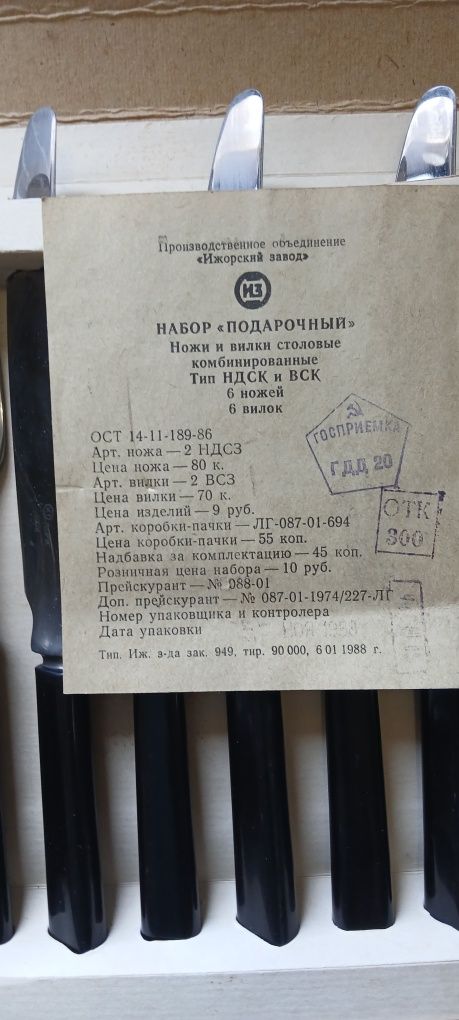 Производственное объединение
«Ижорский завод»
ИЗ
НАБОР «ПОДАРОЧНЫЙ»
Ножи и вилки столовые
комбинированные
Тип НДСК и ВСК
6 ножей
6 вилок
ГОСПРИЕМКА
ГДД 20
ОСТ 14-11-189-86
Арт. ножа — 2 НДСЗ
Цена ножа — 80 к.
Арт. вилки — 2 ВСЗ
Цена вилки — 70 к.
Цена изделий — 9 руб.
Арт. коробки-пачки — ЛГ-087-01-694
Цена коробки-пачки — 55 коп.
Надбавка за комплектацию — 45 коп.
Розничная цена набора — 10 руб.
Прейскурант — № 088-01
Доп. прейскурант — № 087-01-1974/227-ЛГ
Номер упаковщика и контролера
Дата упаковки
ОТК
300
Тип. Иж. з-да зак. 949, тир. 90 000, 6 01 1988 г.